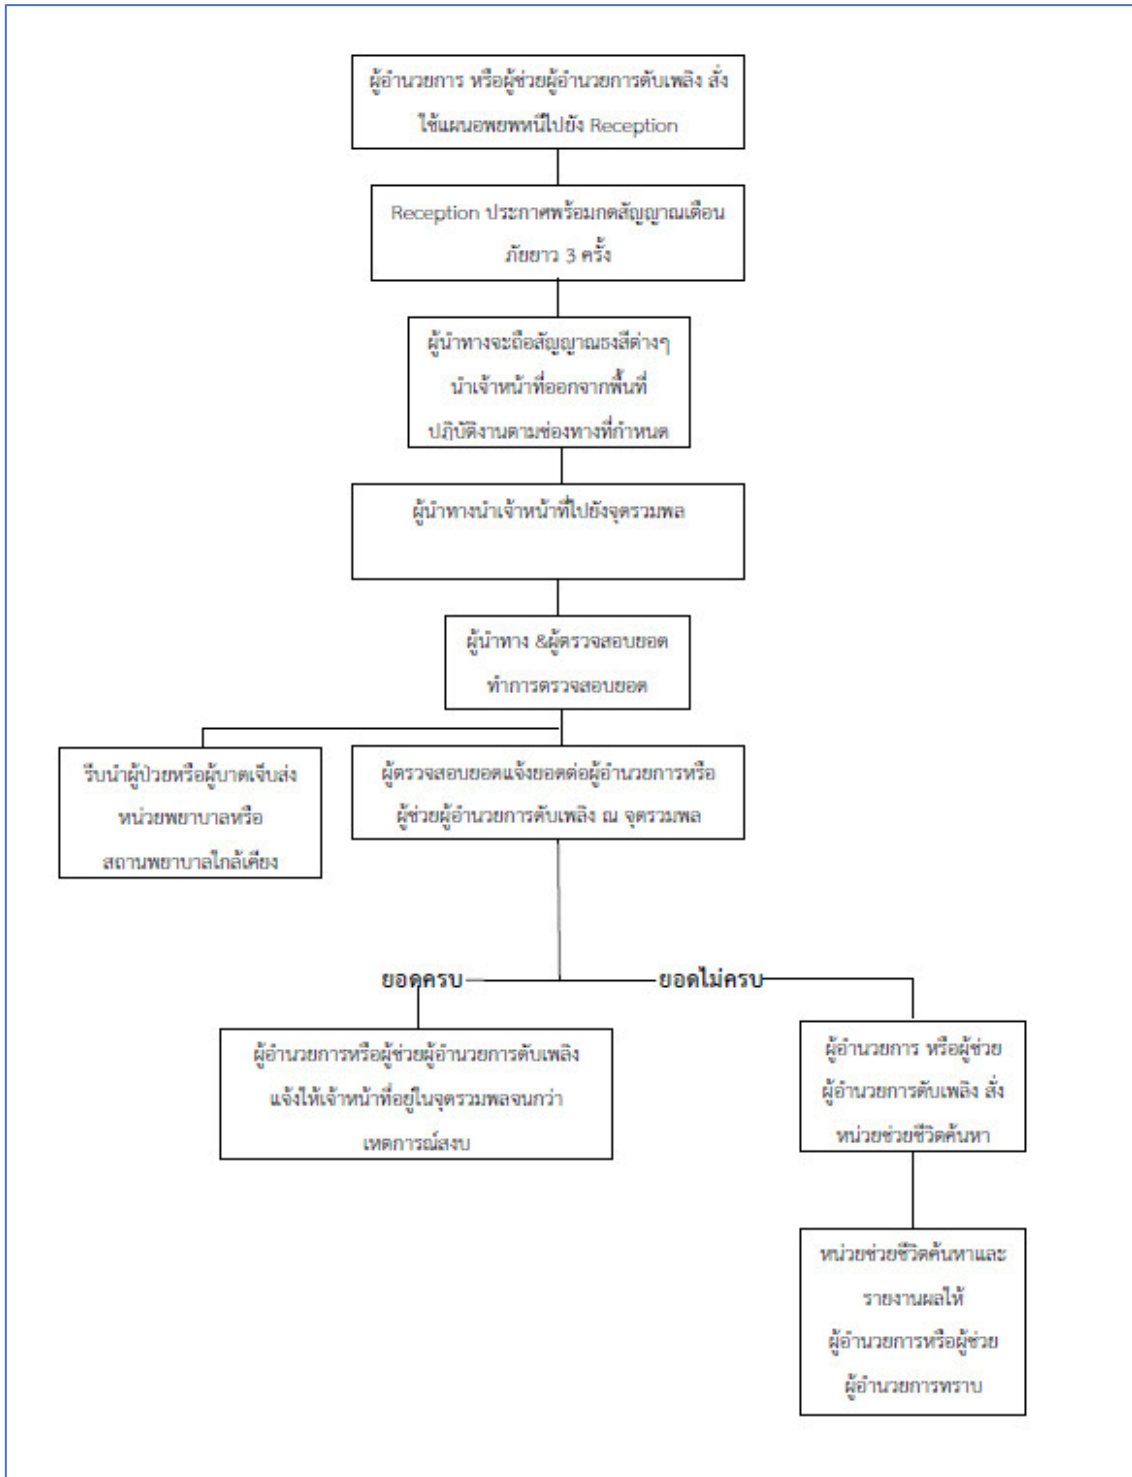 ผู้อำนวยการ หรือผู้ช่วยผู้อำนวยการดับเพลิง สั่ง
ใช้แผนอพยพหนีไปยัง Reception
Reception ประกาศพร้อมกดสัญญาณเตือน
ภัยยาว 3 ครั้ง
ผู้นำทางจะถือสัญญาณธงสีต่างๆ
นำเจ้าหน้าที่ออกจากพื้นที่
ปฏิบัติงานตามช่องทางที่กำหนด
ผู้นำทางนำเจ้าหน้าที่ไปยังจุดรวมพล
ผู้นำทาง &ผู้ตรวจสอบยอด
ทำการตรวจสอบยอด
รีบนำผู้ป่วยหรือผู้บาดเจ็บส่ง
หน่วยพยาบาลหรือ
สถานพยาบาลใกล้เคียง
ผู้ตรวจสอบยอดแจ้งยอดต่อผู้อำนวยการหรือ
ผู้ช่วยผู้อำนวยการดับเพลิง ณ จุดรวมพล
ยอดครบ
ยอดไม่ครบ
ผู้อำนวยการหรือผู้ช่วยผู้อำนวยการดับเพลิง
แจ้งให้เจ้าหน้าที่อยู่ในจุดรวมพลจนกว่า
เหตุการณ์สงบ
ผู้อำนวยการ หรือผู้ช่วย
ผู้อำนวยการดับเพลิง สั่ง
หน่วยช่วยชีวิตค้นหา
หน่วยช่วยชีวิตค้นหาและ
รายงานผลให้
ผู้อำนวยการหรือผู้ช่วย
ผู้อำนวยการทราบ